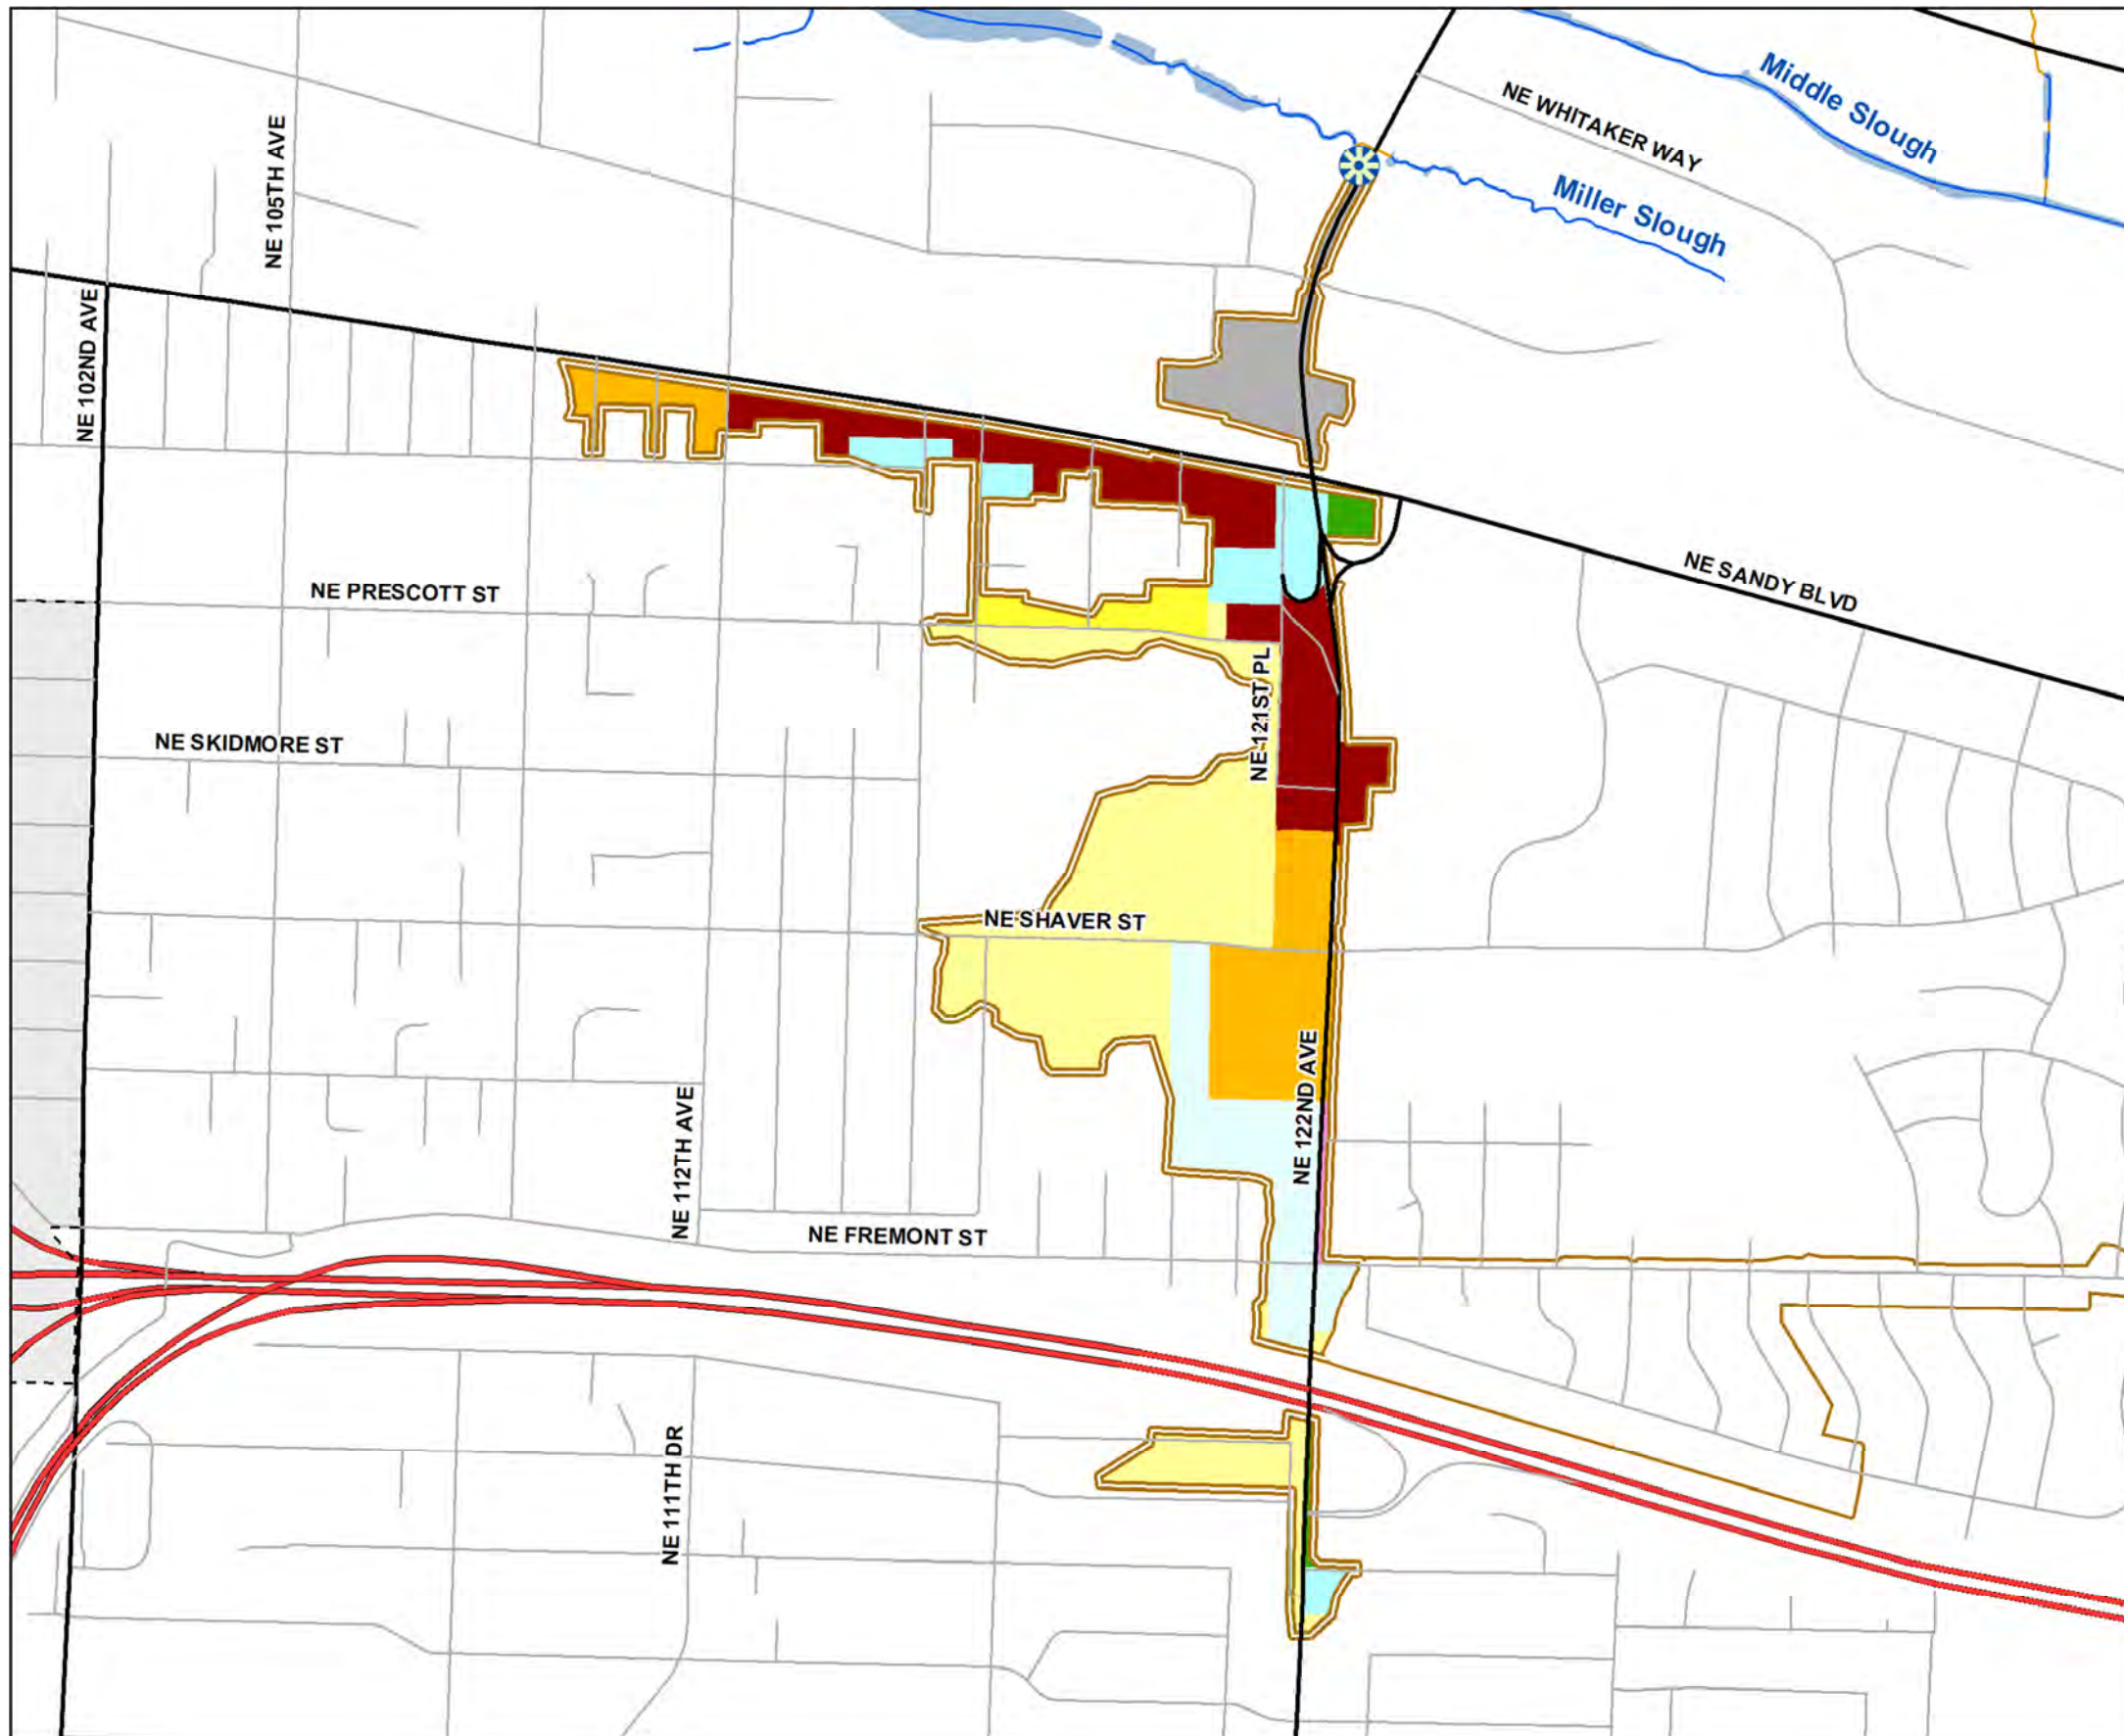 Middle Slough
NE WHITAKER WAY
NE 105TH AVE
Miller Slough
NE 102ND AVE
NE SANDY BLVD
NE PRESCOTT ST
NE 121ST PL
NE SKIDMORE ST
NE SHAVER ST
NE 122ND AVE
NE 112TH AVE
NE FREMONT ST
NE 111TH DR